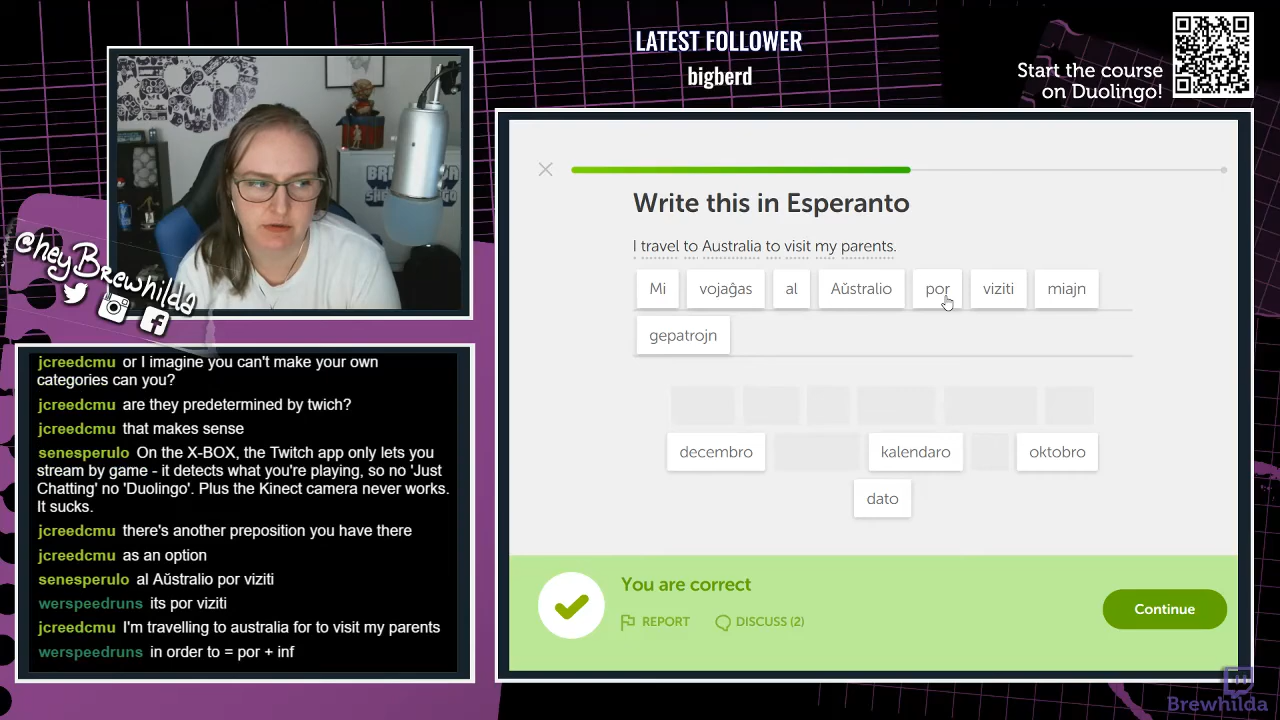 LATEST FOLLOWER
bigberd
Start the course
on Duolingo!
@heyBrewhilda
Write this in Esperanto
I travel to Australia to visit my parents.
Mi vojaĝas al Aŭstralio por viziti miajn
gepatrojn
decembro kalendaro oktobro
dato
You are correct
REPORT DISCUSS (2)
Continue
jcreedcmu or I imagine you can't make your own
categories can you?
jcreedcmu are they predetermined by twich?
jcreedcmu that makes sense
senesperulo On the X-BOX, the Twitch app only lets you
stream by game - it detects what you're playing, so no 'Just
Chatting' no 'Duolingo'. Plus the Kinect camera never works.
It sucks.
jcreedcmu there's another preposition you have there
jcreedcmu as an option
senesperulo al Aŭstralio por viziti
werspeedruns its por viziti
jcreedcmu I'm travelling to australia for to visit my parents
werspeedruns in order to = por + inf
Brewhilda